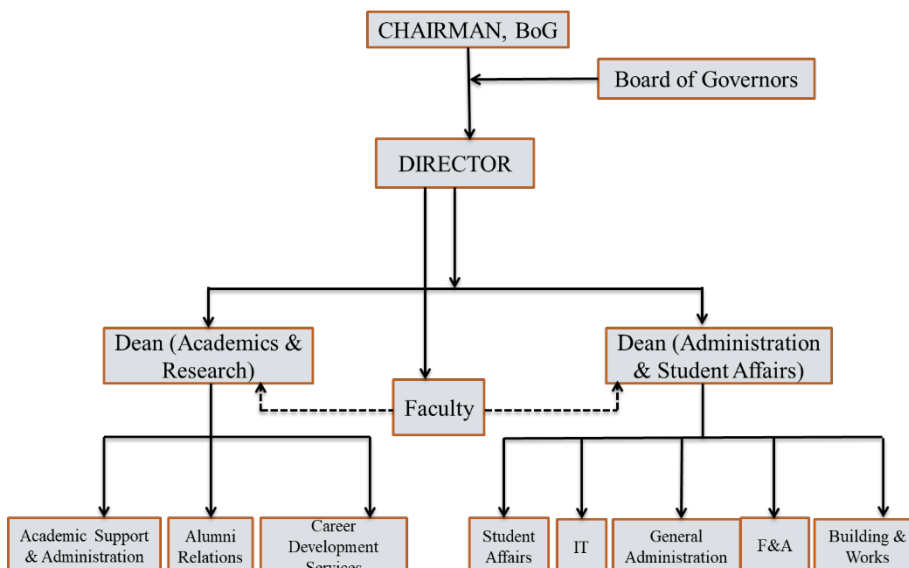 CHAIRMAN, BoG
Board of Governors
DIRECTOR
Dean (Academics &
Research)
Dean (Administration
& Student Affairs)
Faculty
Academic Support
& Administration
Alumni
Relations
Career
Development
Services
Student
Affairs
IT
General
Administration
F&A
Building &
Works